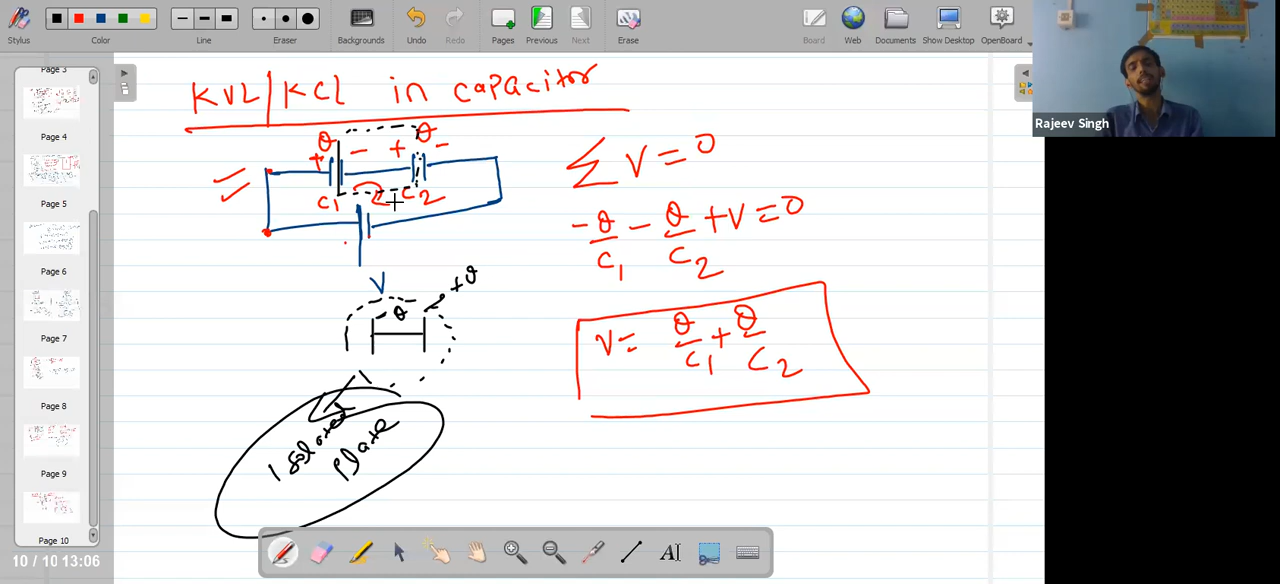 Stylus
Color
Line
Eraser
Backgrounds
Undo
Redo
Pages
Previous
Next
Erase
Board
Web
Documents
Show Desktop
OpenBoard
Page 3
Page 4
Page 5
Page 6
Page 7
Page 8
Page 9
Page 10
10 / 10 13:06
Rajeev Singh
KVL/KCL in capacitor
+ θ - + θ -
C1 C2
V
- θ + θ
Isolated
plate
Σ V = 0
- θ/C1 - θ/C2 + V = 0
V = θ/C1 + θ/C2